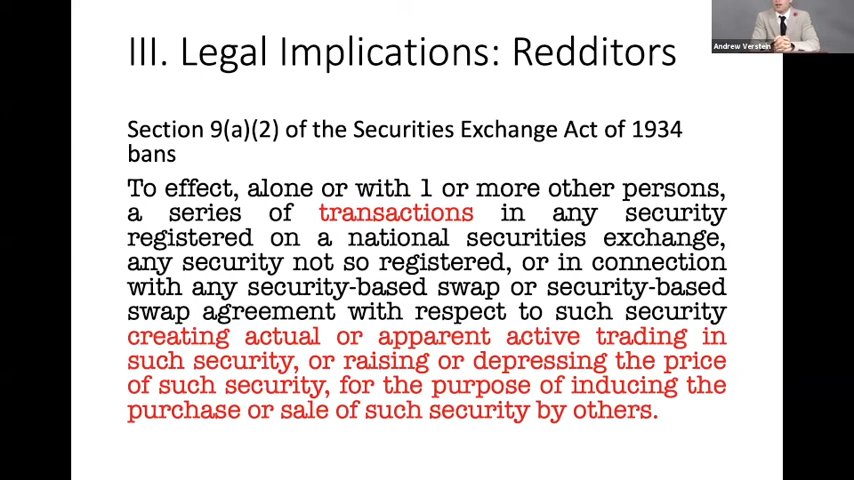 III. Legal Implications: Redditors
Andrew Verstein
Section 9(a)(2) of the Securities Exchange Act of 1934
bans
To effect, alone or with 1 or more other persons,
a series of transactions in any security
registered on a national securities exchange,
any security not so registered, or in connection
with any security-based swap or security-based
swap agreement with respect to such security
creating actual or apparent active trading in
such security, or raising or depressing the price
of such security, for the purpose of inducing the
purchase or sale of such security by others.